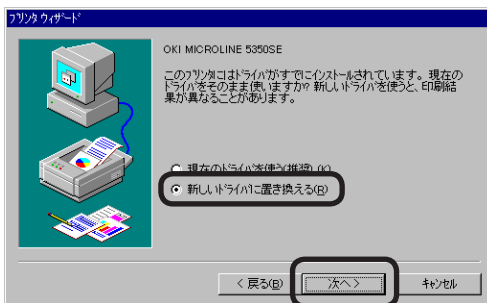 プリンタ ウィザード
OKI MICROLINE 5350SE
このプリンタにはドライバがすでにインストールされています。現在の
ドライバをそのまま使いますか? 新しいドライバを使うと、印刷結
果が異なることがあります。
現在のドライバを使う(推奨)(K)
新しいドライバに置き換える(R)
< 戻る(B)
次へ >
キャンセル